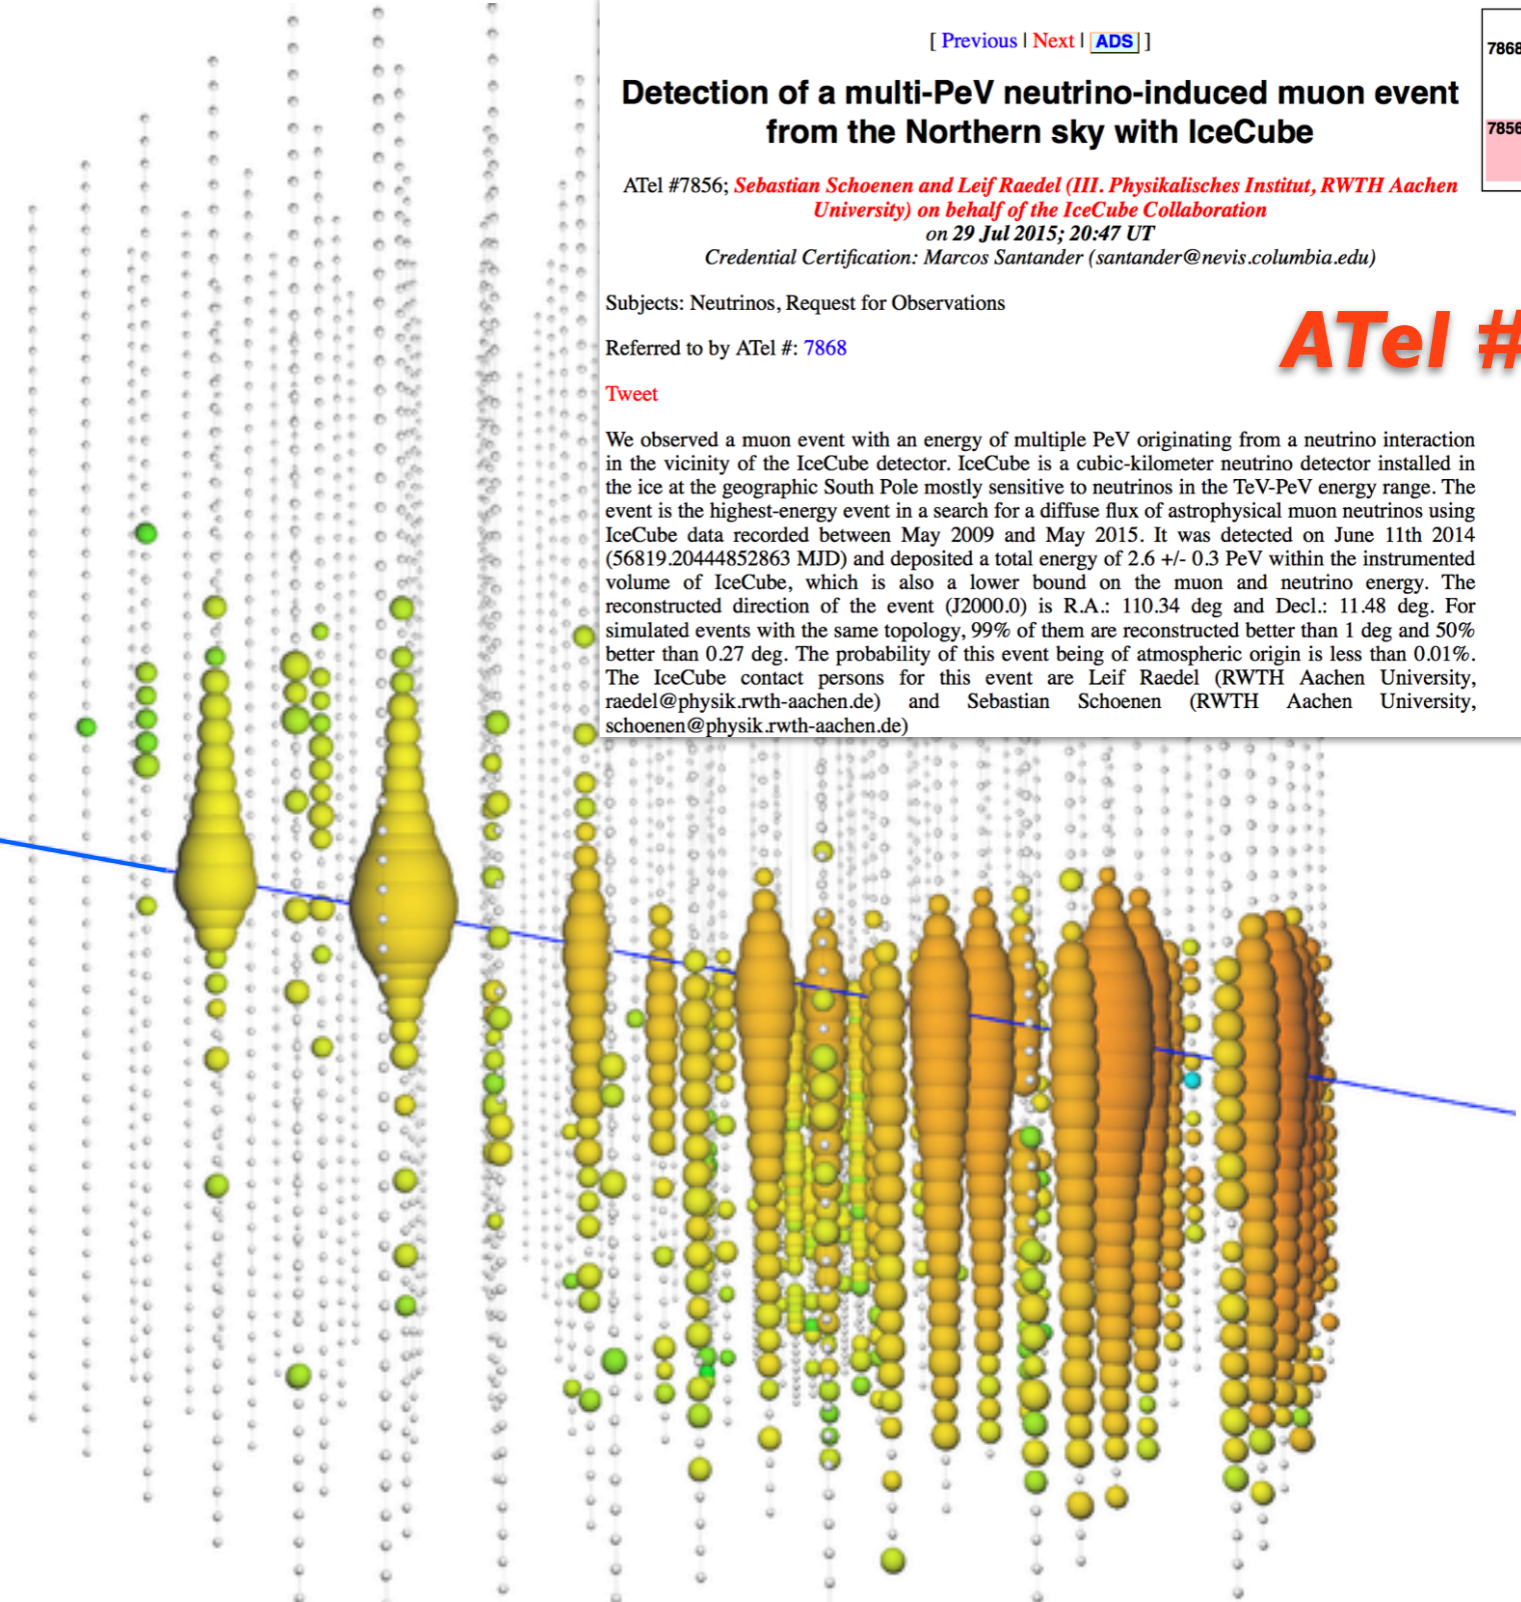 [ Previous | Next | ADS ]
7868
Detection of a multi-PeV neutrino-induced muon event
from the Northern sky with IceCube
7856
ATel #7856; Sebastian Schoenen and Leif Raedel (III. Physikalisches Institut, RWTH Aachen
University) on behalf of the IceCube Collaboration
on 29 Jul 2015; 20:47 UT
Credential Certification: Marcos Santander (santander@nevis.columbia.edu)
Subjects: Neutrinos, Request for Observations
ATel #
Referred to by ATel #: 7868
Tweet
We observed a muon event with an energy of multiple PeV originating from a neutrino interaction
in the vicinity of the IceCube detector. IceCube is a cubic-kilometer neutrino detector installed in
the ice at the geographic South Pole mostly sensitive to neutrinos in the TeV-PeV energy range. The
event is the highest-energy event in a search for a diffuse flux of astrophysical muon neutrinos using
IceCube data recorded between May 2009 and May 2015. It was detected on June 11th 2014
(56819.20444852863 MJD) and deposited a total energy of 2.6 +/- 0.3 PeV within the instrumented
volume of IceCube, which is also a lower bound on the muon and neutrino energy. The
reconstructed direction of the event (J2000.0) is R.A.: 110.34 deg and Decl.: 11.48 deg. For
simulated events with the same topology, 99% of them are reconstructed better than 1 deg and 50%
better than 0.27 deg. The probability of this event being of atmospheric origin is less than 0.01%.
The IceCube contact persons for this event are Leif Raedel (RWTH Aachen University,
raedel@physik.rwth-aachen.de) and Sebastian Schoenen (RWTH Aachen University,
schoenen@physik.rwth-aachen.de)